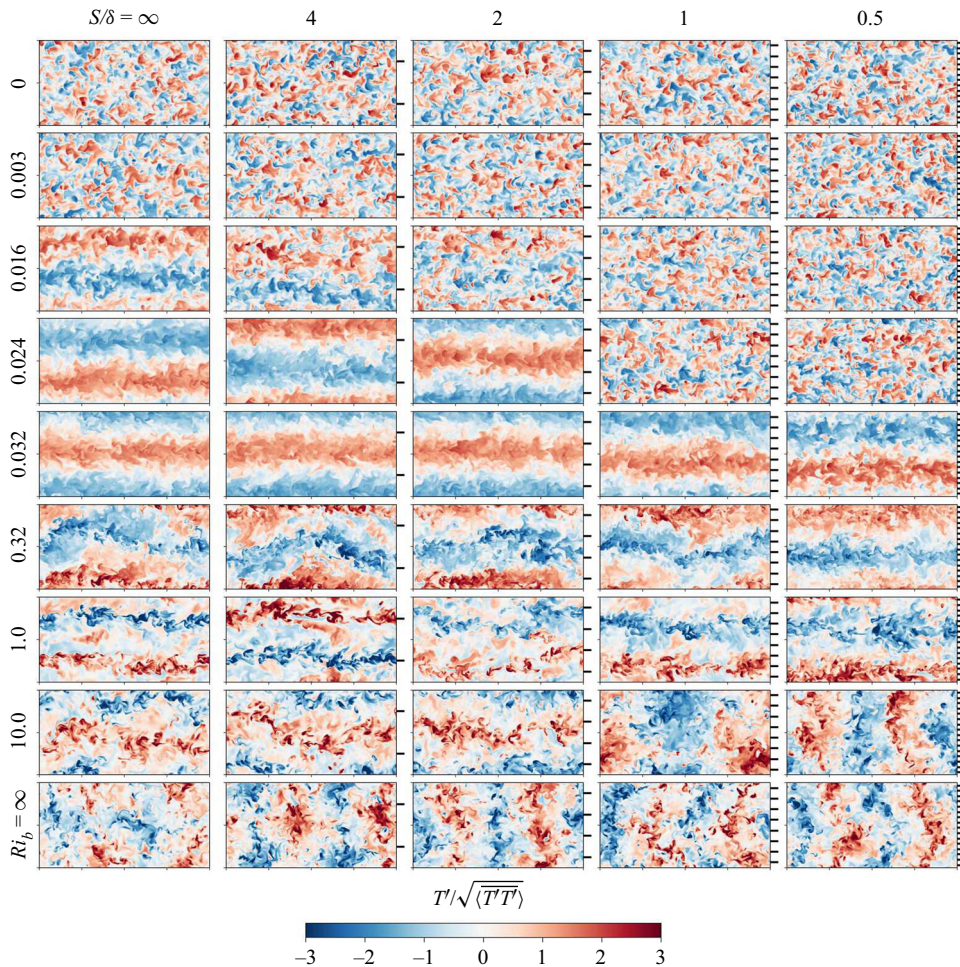 S/δ = ∞ 4 2 1 0.5
0
0.003
0.016
0.024
0.032
0.32
1.0
10.0
Ri_b = ∞
T′/√⟨\overline{T′T′}⟩
–3 –2 –1 0 1 2 3